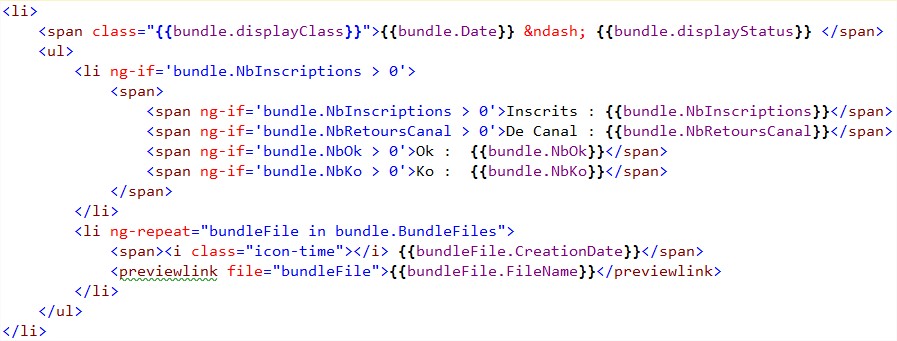 <li>
    <span class="{{bundle.displayClass}}">{{bundle.Date}} &ndash; {{bundle.displayStatus}} </span>
    <ul>
        <li ng-if='bundle.NbInscriptions > 0'>
            <span>
                <span ng-if='bundle.NbInscriptions > 0'>Inscrits : {{bundle.NbInscriptions}}</span>
                <span ng-if='bundle.NbRetoursCanal > 0'>De Canal : {{bundle.NbRetoursCanal}}</span>
                <span ng-if='bundle.NbOk > 0'>Ok :  {{bundle.NbOk}}</span>
                <span ng-if='bundle.NbKo > 0'>Ko :  {{bundle.NbKo}}</span>
            </span>
        </li>
        <li ng-repeat="bundleFile in bundle.BundleFiles">
            <span><i class="icon-time"></i> {{bundleFile.CreationDate}}</span>
            <previewlink file="bundleFile">{{bundleFile.FileName}}</previewlink>
        </li>
    </ul>
</li>